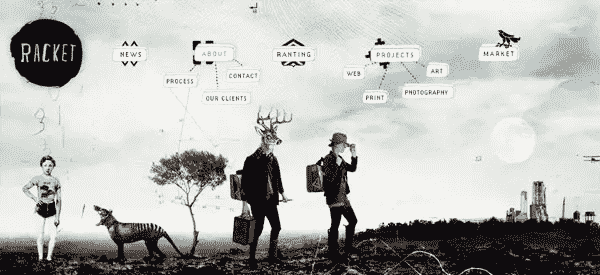 RACKET
NEWS
ABOUT
RANTING
PROJECTS
MARKET
PROCESS
CONTACT
OUR CLIENTS
WEB
ART
PRINT
PHOTOGRAPHY